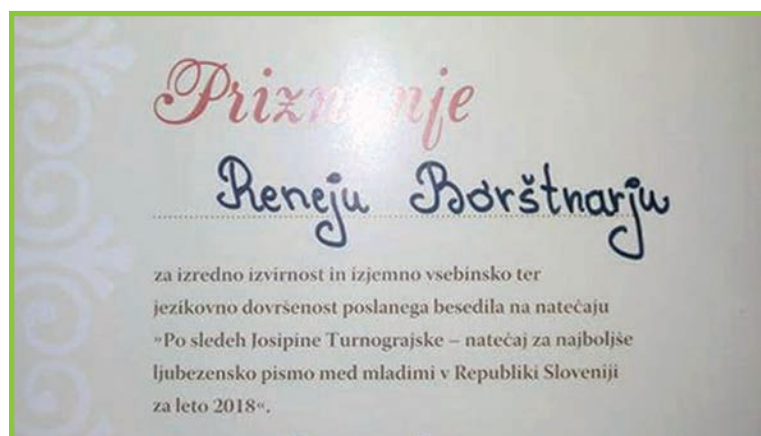 Priznanje
Reneju Borštnarju
za izredno izvirnost in izjemno vsebinsko ter
jezikovno dovršenost poslanega besedila na natečaju
»Po sledeh Josipine Turnograjske – natečaj za najboljše
ljubezensko pismo med mladimi v Republiki Sloveniji
za leto 2018«.